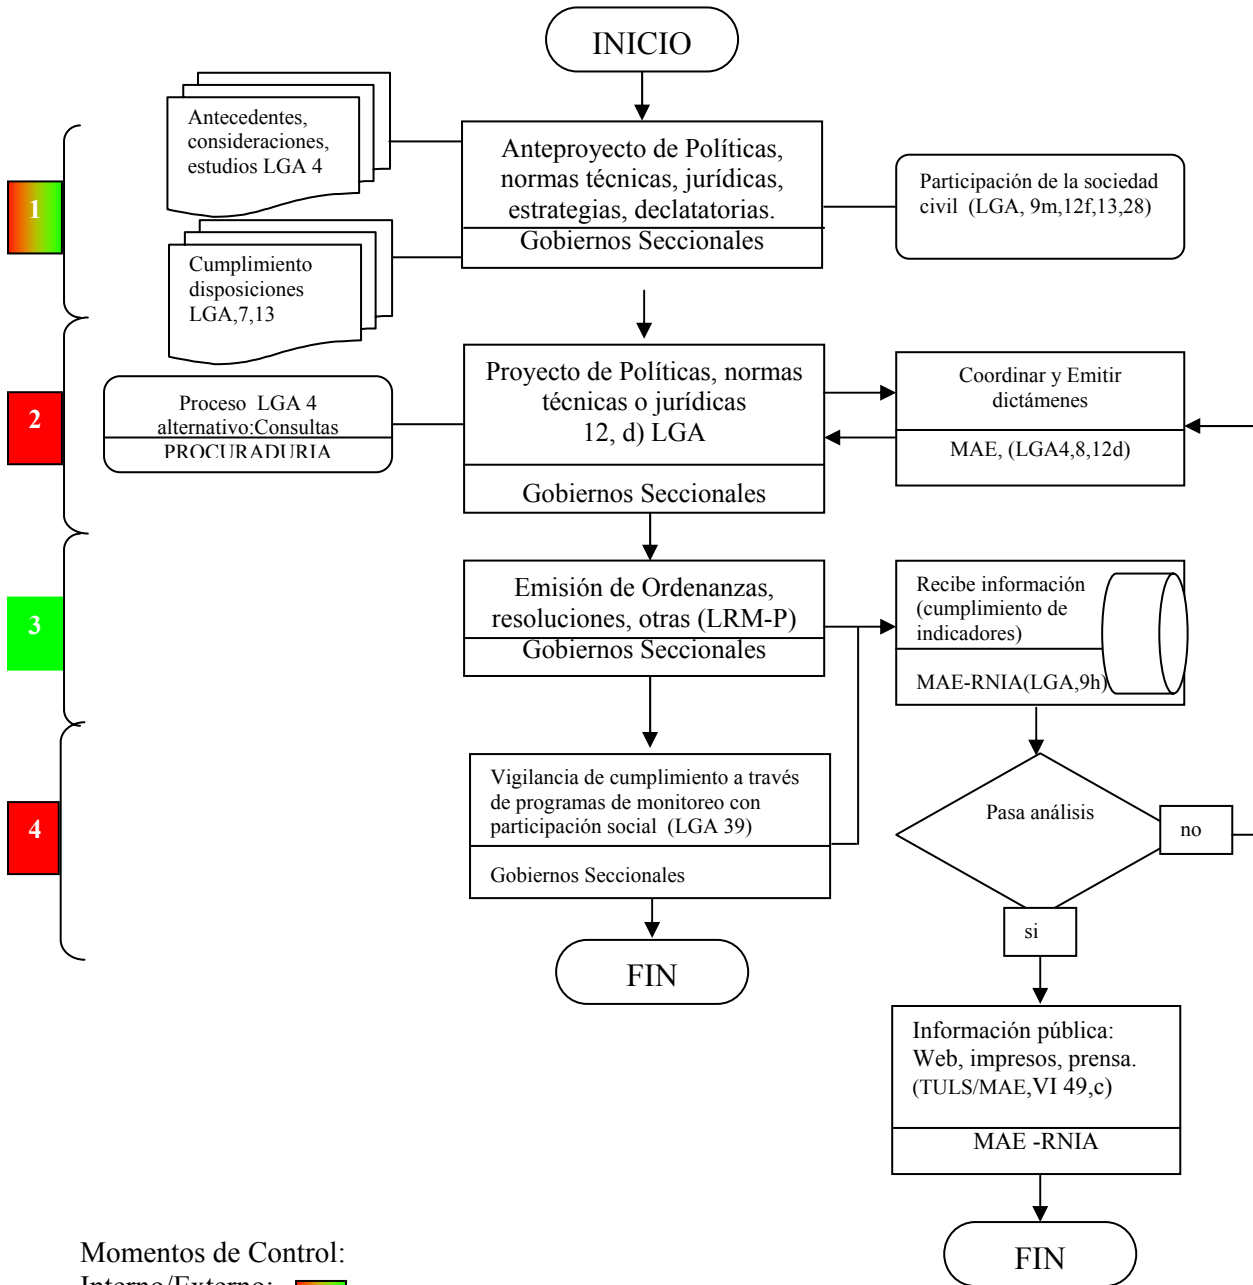 INICIO
Antecedentes,
consideraciones,
estudios LGA 4
Anteproyecto de Políticas,
normas técnicas, jurídicas,
estrategias, declatatorias.
Gobiernos Seccionales
Participación de la sociedad
civil (LGA, 9m,12f,13,28)
1
Cumplimiento
disposiciones
LGA,7,13
2
Proceso LGA 4
alternativo:Consultas
PROCURADURIA
Proyecto de Políticas, normas
técnicas o jurídicas
12, d) LGA
Gobiernos Seccionales
Coordinar y Emitir
dictámenes
MAE, (LGA4,8,12d)
3
Emisión de Ordenanzas,
resoluciones, otras (LRM-P)
Gobiernos Seccionales
Recibe información
(cumplimiento de
indicadores)
MAE-RNIA(LGA,9h)
4
Vigilancia de cumplimiento a través
de programas de monitoreo con
participación social (LGA 39)
Gobiernos Seccionales
Pasa análisis
no
si
FIN
Información pública:
Web, impresos, prensa.
(TULS/MAE,VI 49,c)
MAE -RNIA
FIN
Momentos de Control:
Interno/Externo: